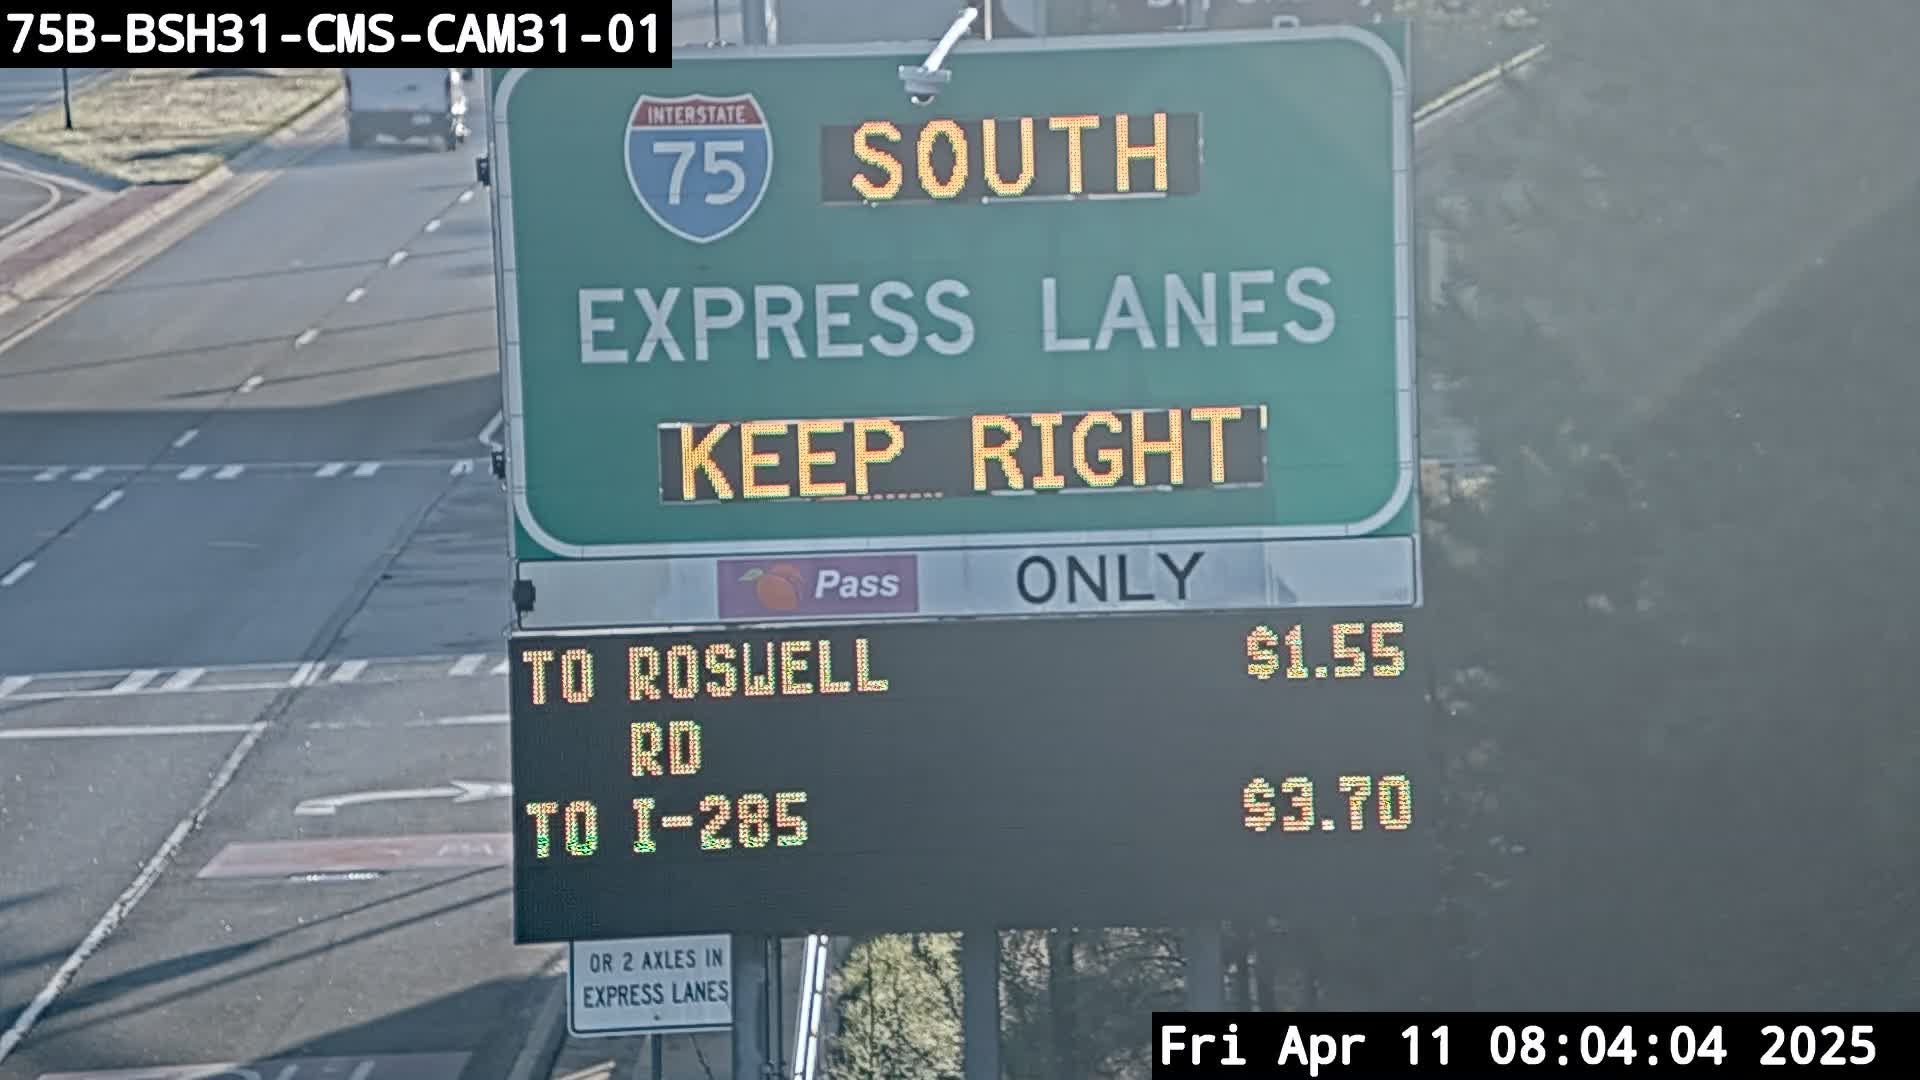 75B-BSH31-CMS-CAM31-01
INTERSTATE
75
SOUTH
EXPRESS LANES
KEEP RIGHT
Pass ONLY
TO ROSWELL $1.55
RD
TO I-285 $3.70
OR 2 AXLES IN
EXPRESS LANES
Fri Apr 11 08:04:04 2025